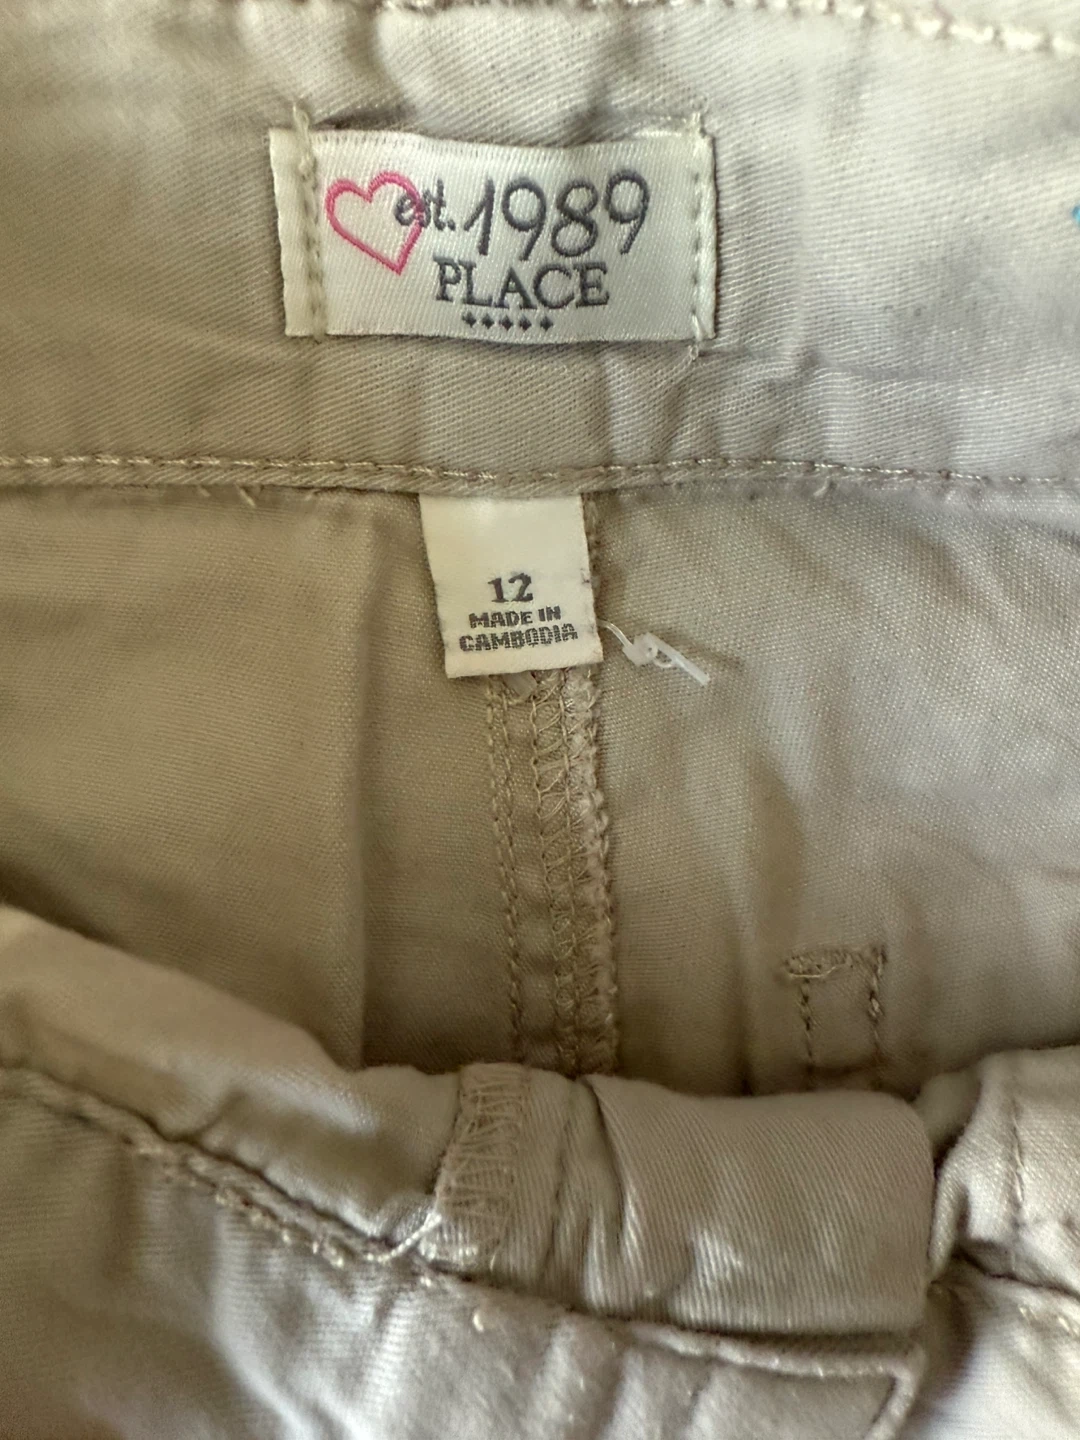 est. 1989
PLACE
12
MADE IN
CAMBODIA